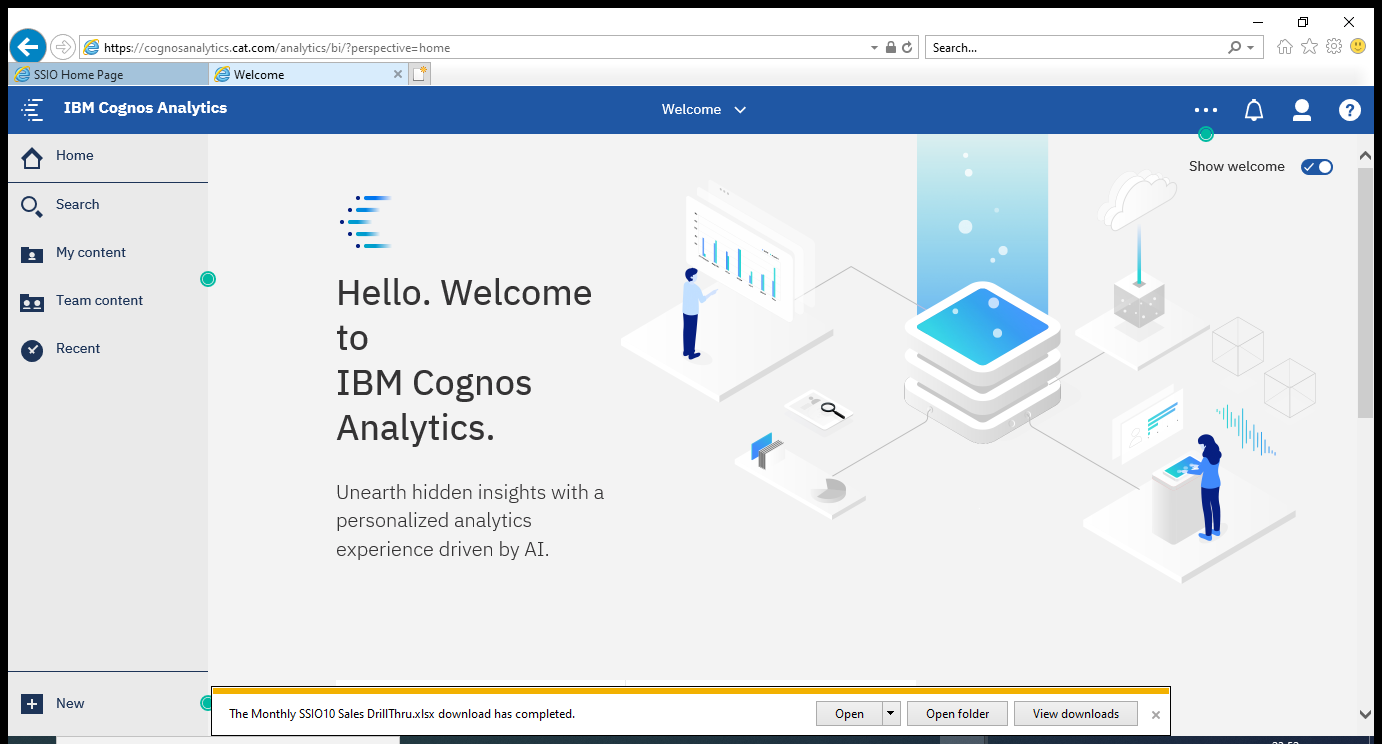 https://cognosanalytics.cat.com/analytics/bi/?perspective=home
Search...
SSIO Home Page
Welcome
IBM Cognos Analytics
Welcome
?
Home
Show welcome
Search
My content
Team content
Recent
Hello. Welcome
to
IBM Cognos
Analytics.
Unearth hidden insights with a
personalized analytics
experience driven by AI.
New
The Monthly SSIO10 Sales DrillThru.xlsx download has completed.
Open
Open folder
View downloads